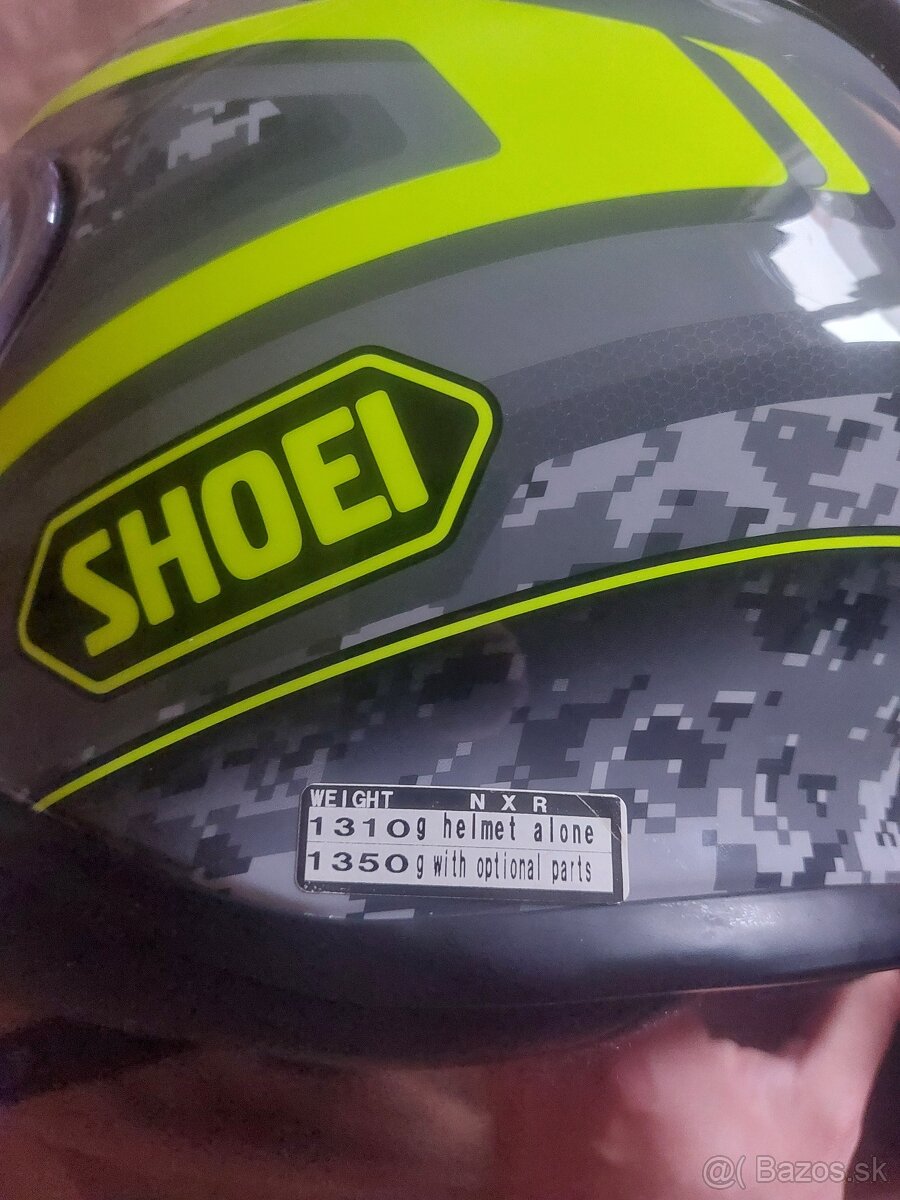 SHOEI
WEIGHT NXR
1310g helmet alone
1350g with optional parts
@( Bazos.sk